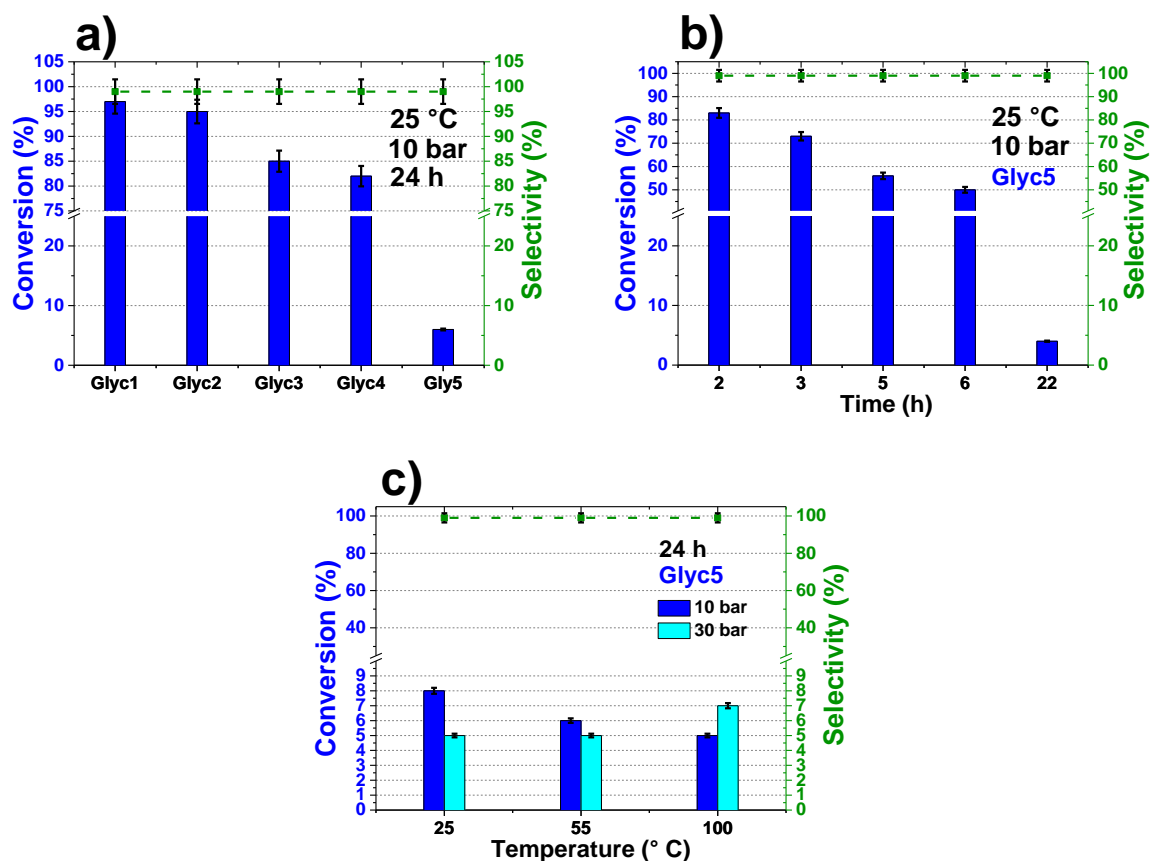 a)
105
100
95
90
85
80
75
20
10
0
Conversion (%)
105
100
95
90
85
80
75
20
10
0
Selectivity (%)
25 °C
10 bar
24 h
Glyc1 Glyc2 Glyc3 Glyc4 Gly5
b)
100
90
80
70
60
50
20
10
0
Conversion (%)
100
90
80
70
60
50
20
10
0
Selectivity (%)
25 °C
10 bar
Glyc5
2 3 5 6 22
Time (h)
c)
100
80
60
40
9
8
7
6
5
4
3
2
1
0
Conversion (%)
100
80
60
40
9
8
7
6
5
4
3
2
1
0
Selectivity (%)
24 h
Glyc5
10 bar
30 bar
25 55 100
Temperature (° C)